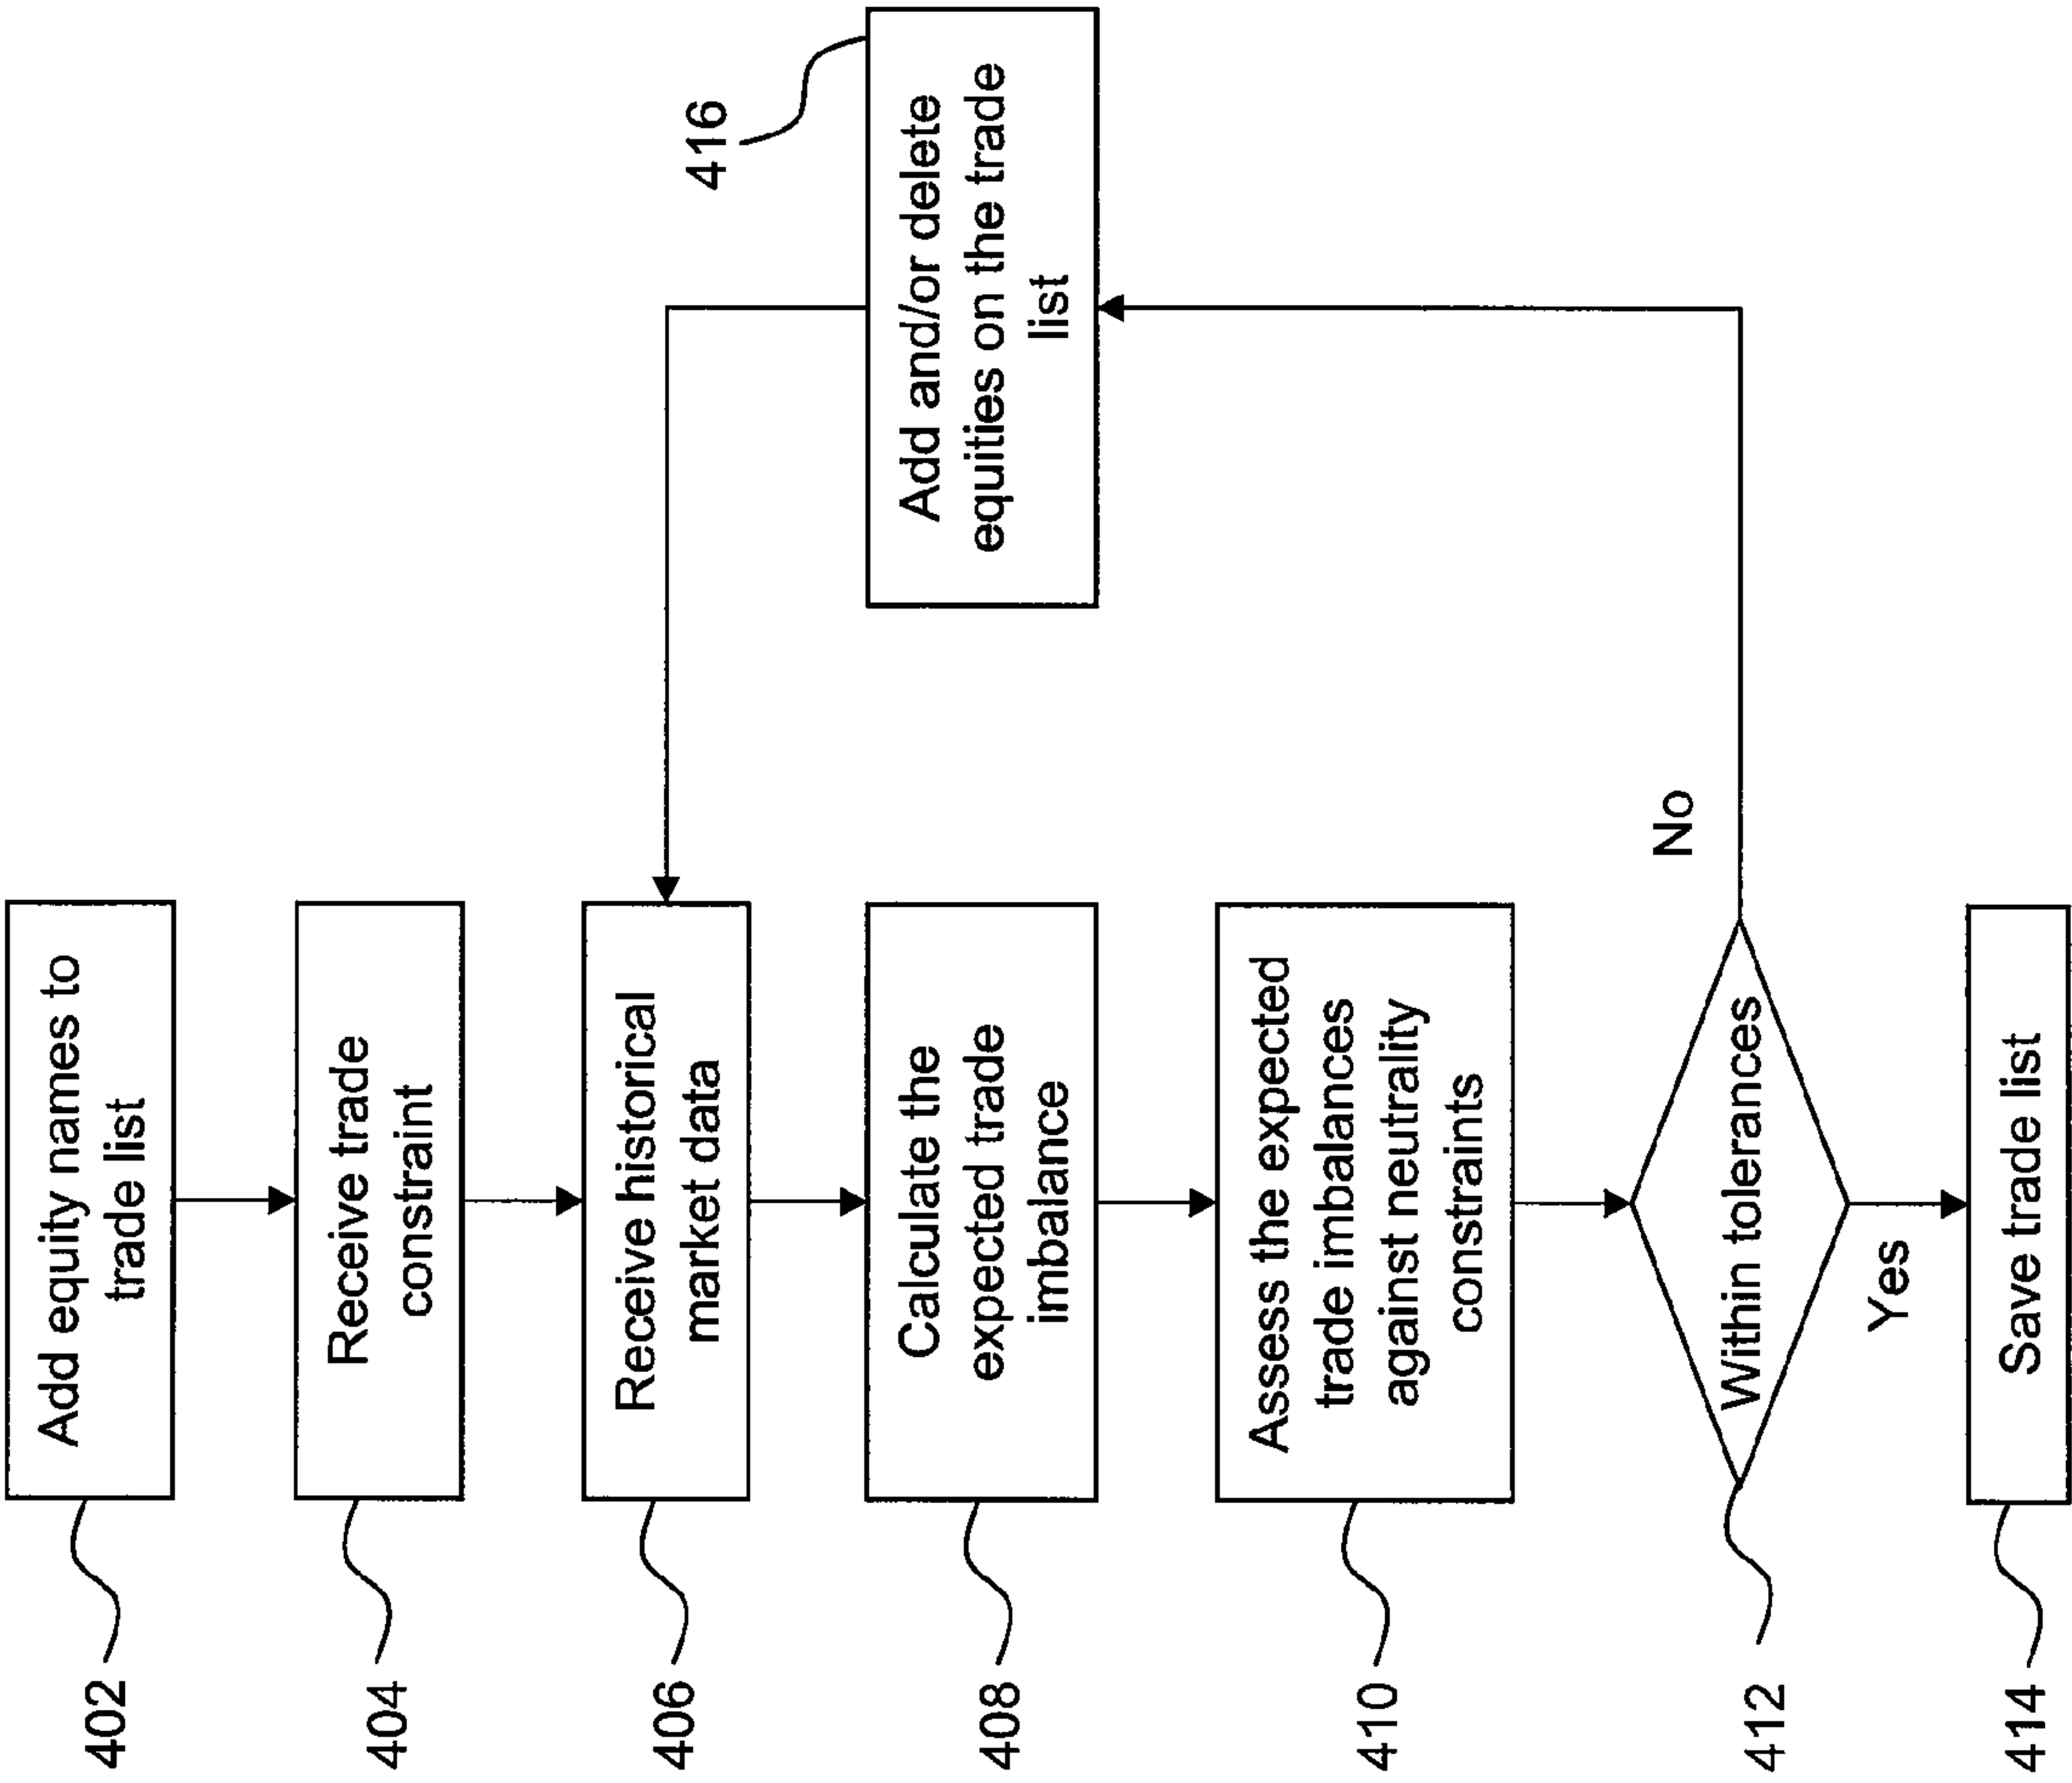 402
Add equity names to
trade list
404
Receive trade
constraint
406
Receive historical
market data
408
Calculate the
expected trade
imbalance
410
Assess the expected
trade imbalances
against neutrality
constraints
412
Within tolerances
No
Yes
414
Save trade list
416
Add and/or delete
equities on the trade
list